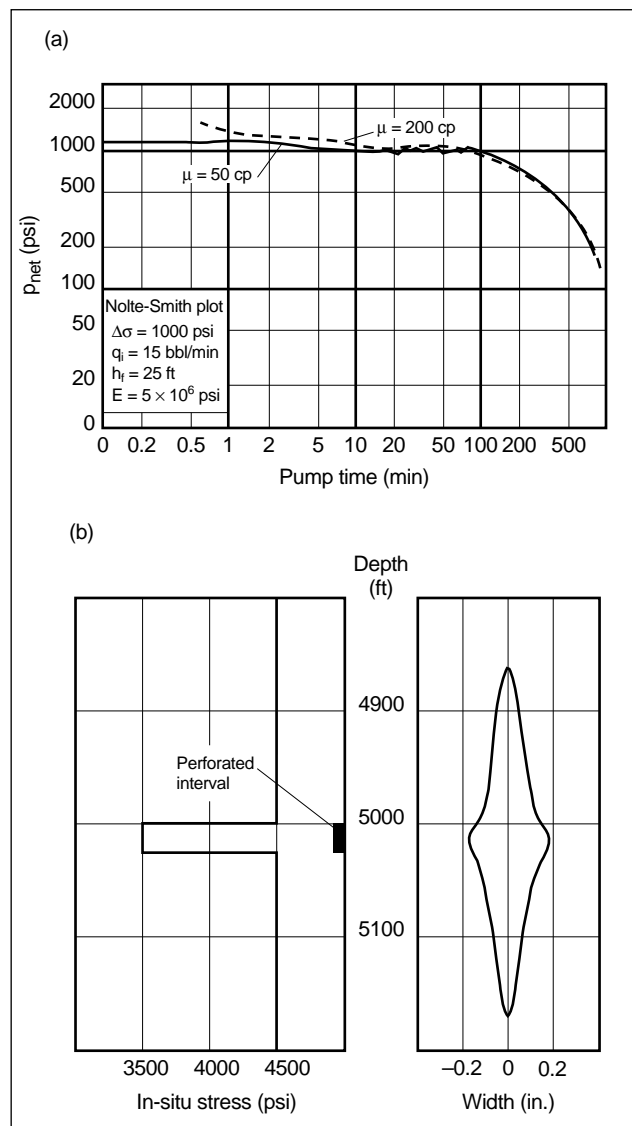 (a)
2000
1000
500
200
100
50
20
0
p_net (psi)
μ = 200 cp
μ = 50 cp
Nolte-Smith plot
Δσ = 1000 psi
q_i = 15 bbl/min
h_f = 25 ft
E = 5 × 10⁶ psi
0 0.2 0.5 1 2 5 10 20 50 100 200 500
Pump time (min)
(b)
Depth
(ft)
4900
Perforated
interval
5000
5100
3500 4000 4500
In-situ stress (psi)
–0.2 0 0.2
Width (in.)